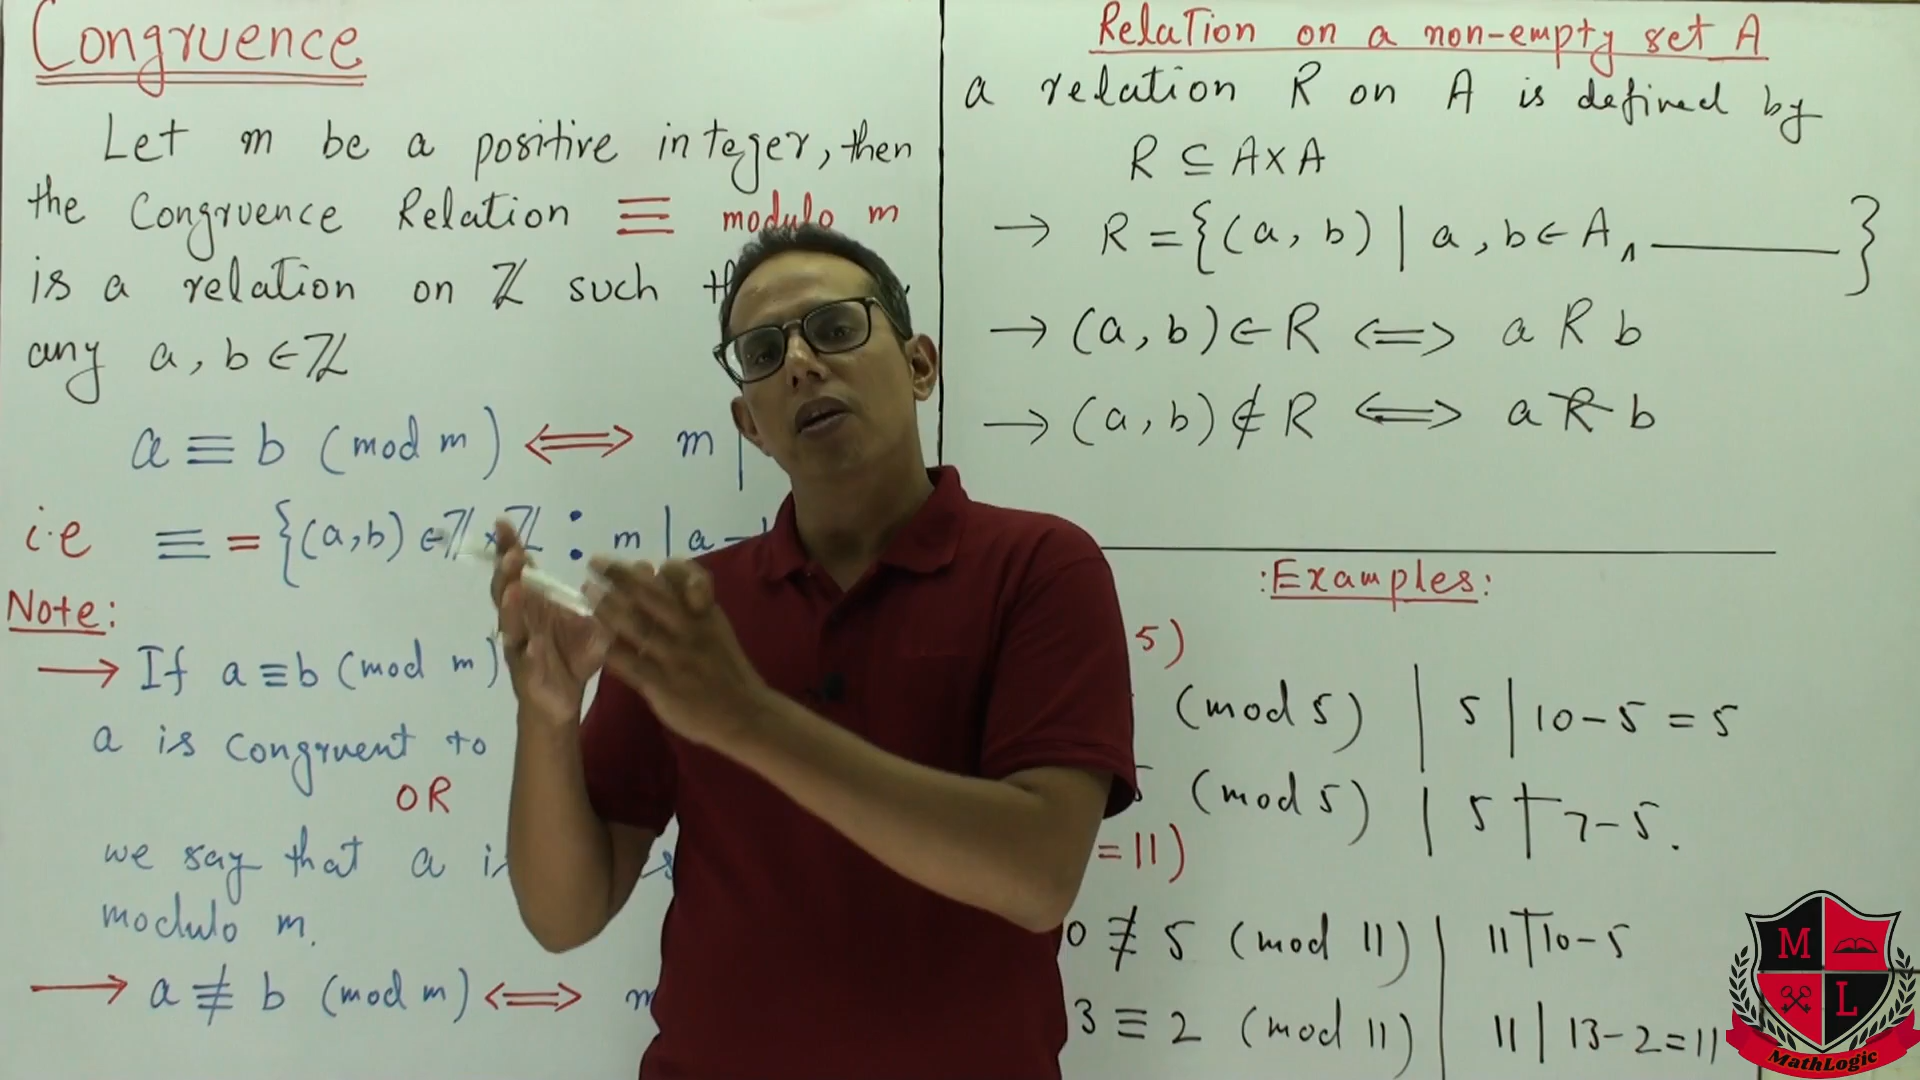 Congruence
Let m be a positive integer, then
the Congruence Relation ≡ modulo m
is a relation on ℤ such
any a, b ∈ ℤ
a ≡ b (mod m) ⟺ m |
i.e ≡ = {(a,b) ∈ ℤ × ℤ : m | a –
Note:
→ If a ≡ b (mod m)
a is congruent to
OR
we say that a
modulo m.
→ a ≢ b (mod m) ⟺ m
Relation on a non-empty set A
a relation R on A is defined by
R ⊆ A×A
→ R = {(a, b) | a, b ∈ A ∧ ______ }
→ (a, b) ∈ R ⟺ a R b
→ (a, b) ∉ R ⟺ a R̸ b
:Examples:
5)
(mod 5) | 5 | 10 – 5 = 5
(mod 5) | 5 ∤ 7 – 5.
= 11)
0 ≢ 5 (mod 11) | 11 ∤ 10 – 5
3 ≡ 2 (mod 11) | 11 | 13 – 2 = 11
M
L
MathLogic